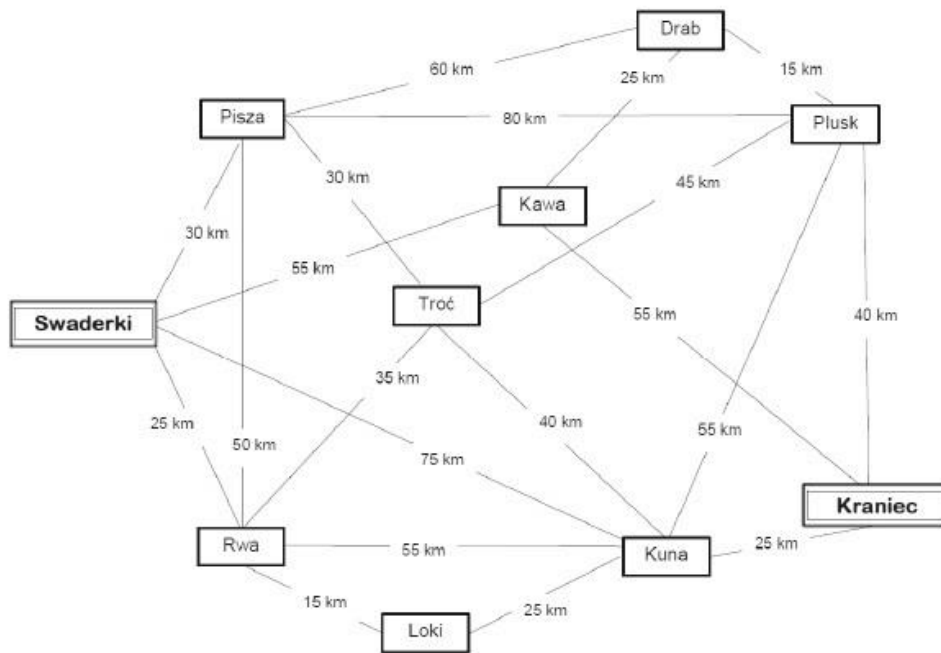 Drab
60 km
25 km
15 km
Pisza
80 km
Plusk
30 km
45 km
Kawa
30 km
55 km
Troć
Swaderki
55 km
40 km
35 km
25 km
40 km
55 km
50 km
75 km
Kraniec
Rwa
55 km
Kuna
25 km
15 km
25 km
Loki